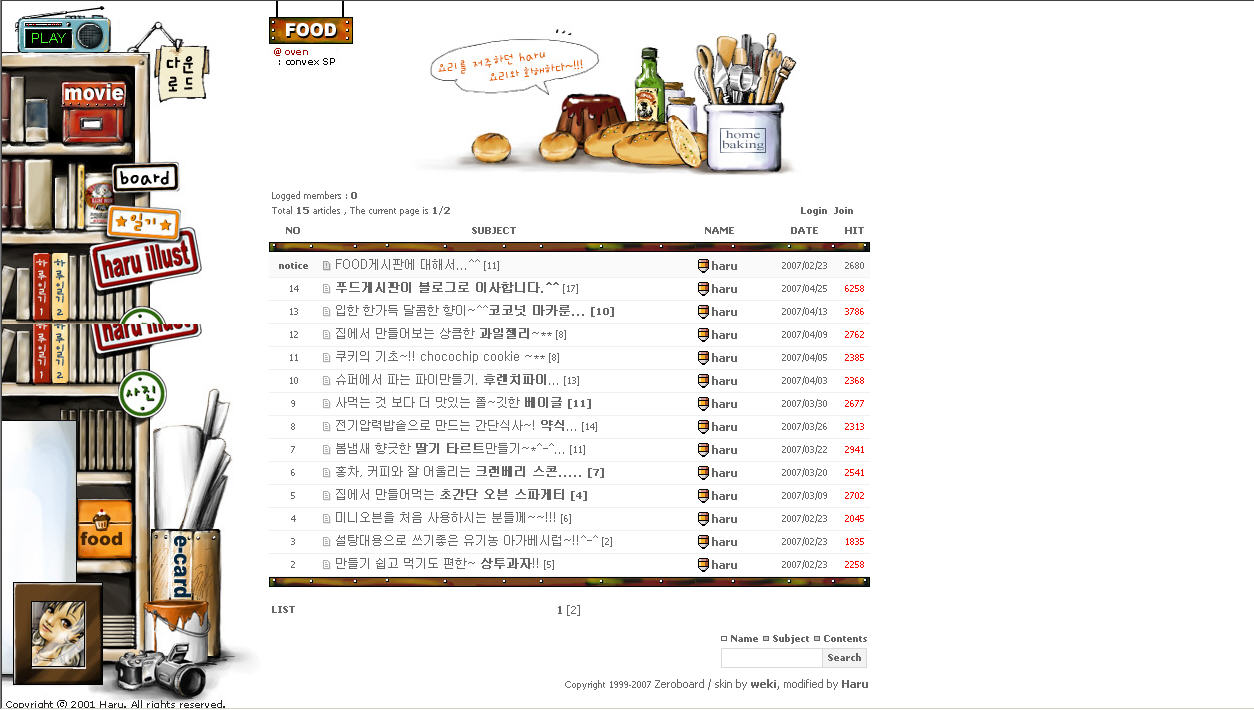 PLAY
다운
로드
movie
board
★일기★
haru illust
하루일기 1
하루일기 2
haru illust
하루일기 1
하루일기 2
사진
food
e-card
Copyright ⓒ 2001 Haru. All rights reserved.
FOOD
@ oven
: convex SP
요리를 저주하던 haru
요리와 화해하다~!!!
home
baking
Logged members : 0
Total 15 articles , The current page is 1/2
Login Join
NO SUBJECT NAME DATE HIT
notice FOOD게시판에 대해서...^^ [11] haru 2007/02/23 2680
14 푸드게시판이 블로그로 이사합니다.^^ [17] haru 2007/04/25 6258
13 입한 한가득 달콤한 향이~^^코코넛 마카룬... [10] haru 2007/04/13 3786
12 집에서 만들어보는 상큼한 과일젤리~** [8] haru 2007/04/09 2762
11 쿠키의 기초~!! chocochip cookie ~** [8] haru 2007/04/05 2385
10 슈퍼에서 파는 파이만들기, 후렌치파이... [13] haru 2007/04/03 2368
9 사먹는 것 보다 더 맛있는 쫄~깃한 베이글 [11] haru 2007/03/30 2677
8 전기압력밥솥으로 만드는 간단식사~! 약식... [14] haru 2007/03/26 2313
7 봄냄새 향긋한 딸기 타르트만들기~*^-^... [11] haru 2007/03/22 2941
6 홍차, 커피와 잘 어울리는 크랜베리 스콘..... [7] haru 2007/03/20 2541
5 집에서 만들어먹는 초간단 오븐 스파게티 [4] haru 2007/03/09 2702
4 미니오븐을 처음 사용하시는 분들께~~!!! [6] haru 2007/02/23 2045
3 설탕대용으로 쓰기좋은 유기농 아가베시럽~!!^-^ [2] haru 2007/02/23 1835
2 만들기 쉽고 먹기도 편한~ 상투과자!! [5] haru 2007/02/23 2258
LIST 1 [2]
Name Subject Contents
Search
Copyright 1999-2007 Zeroboard / skin by weki, modified by Haru